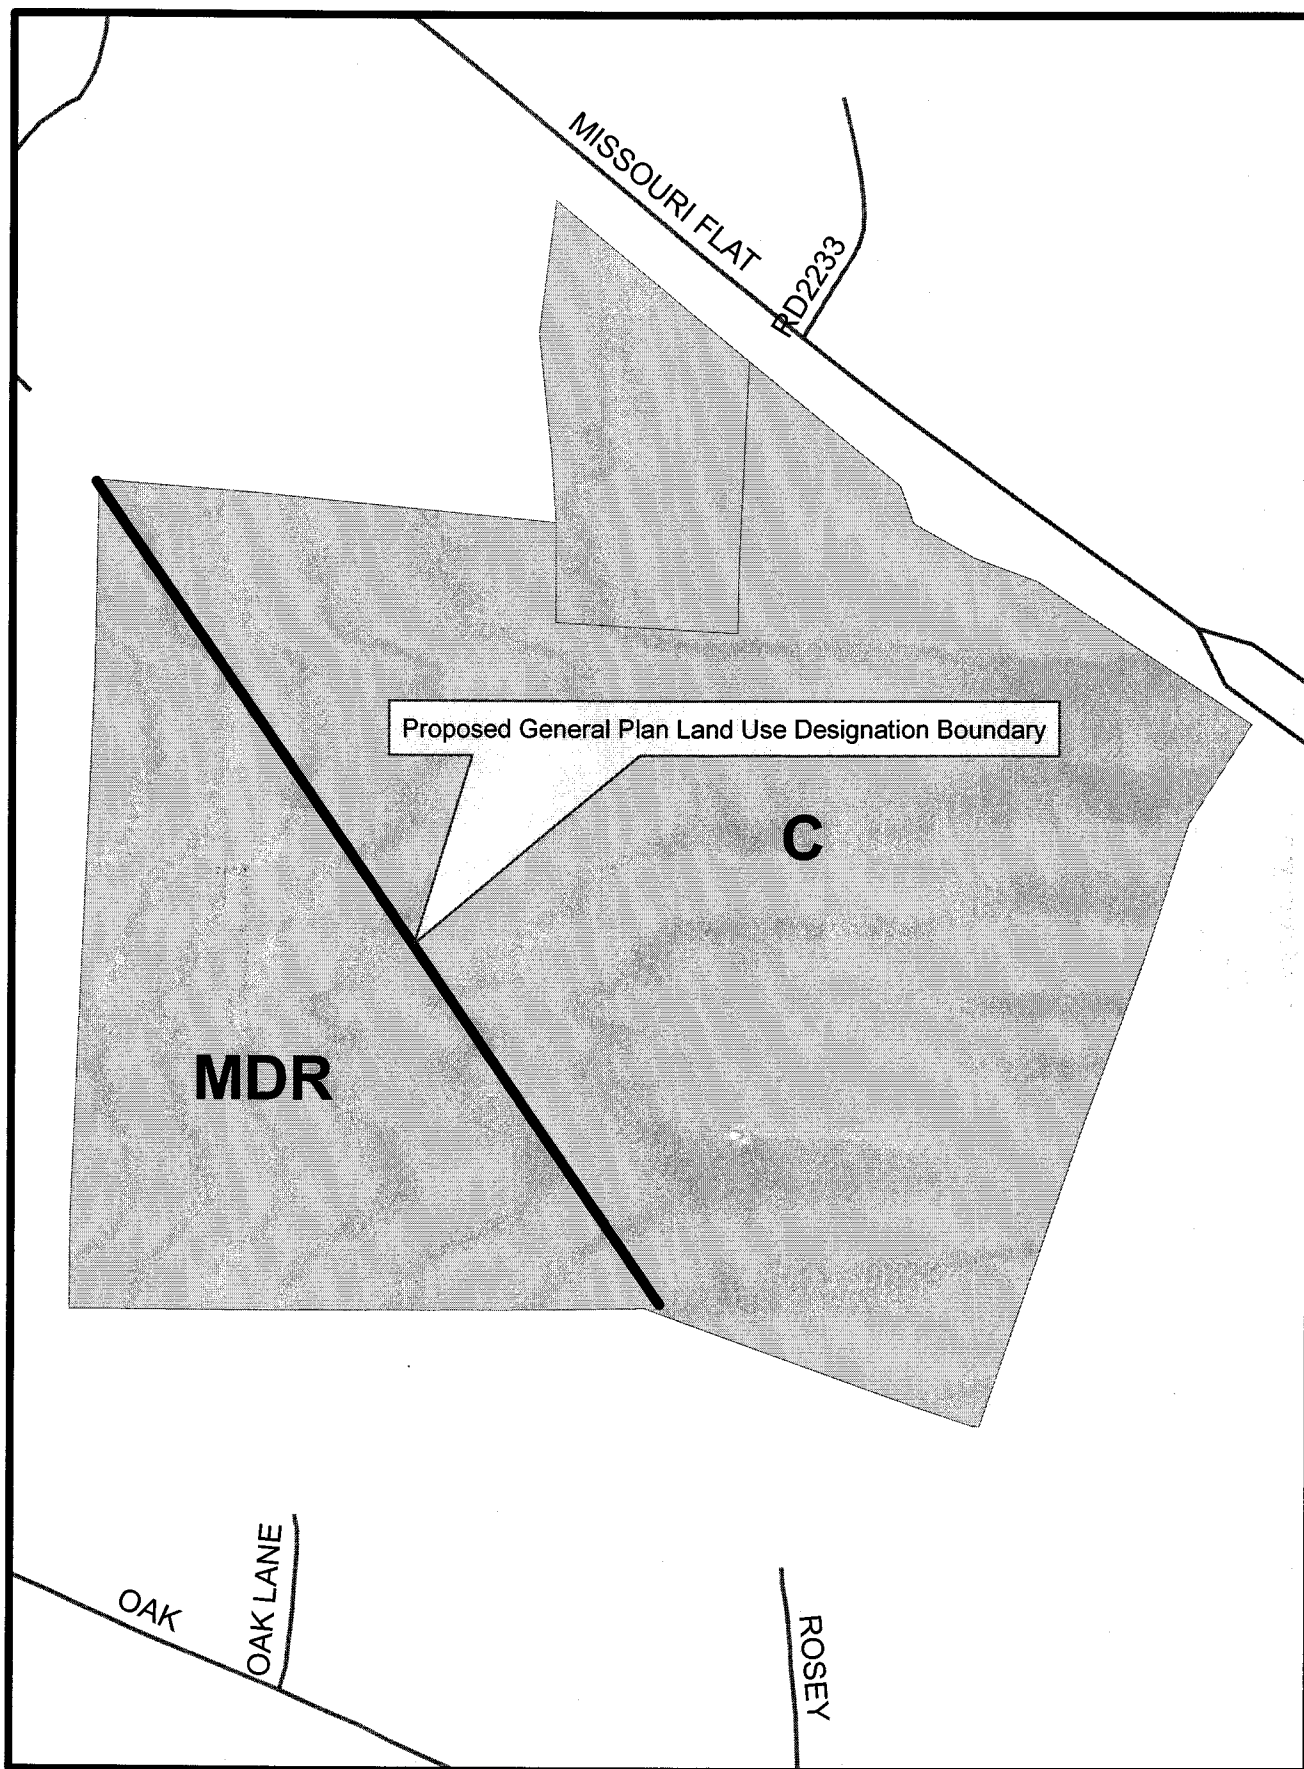 MISSOURI FLAT
RD2233
Proposed General Plan Land Use Designation Boundary
C
MDR
OAK
OAK LANE
ROSEY